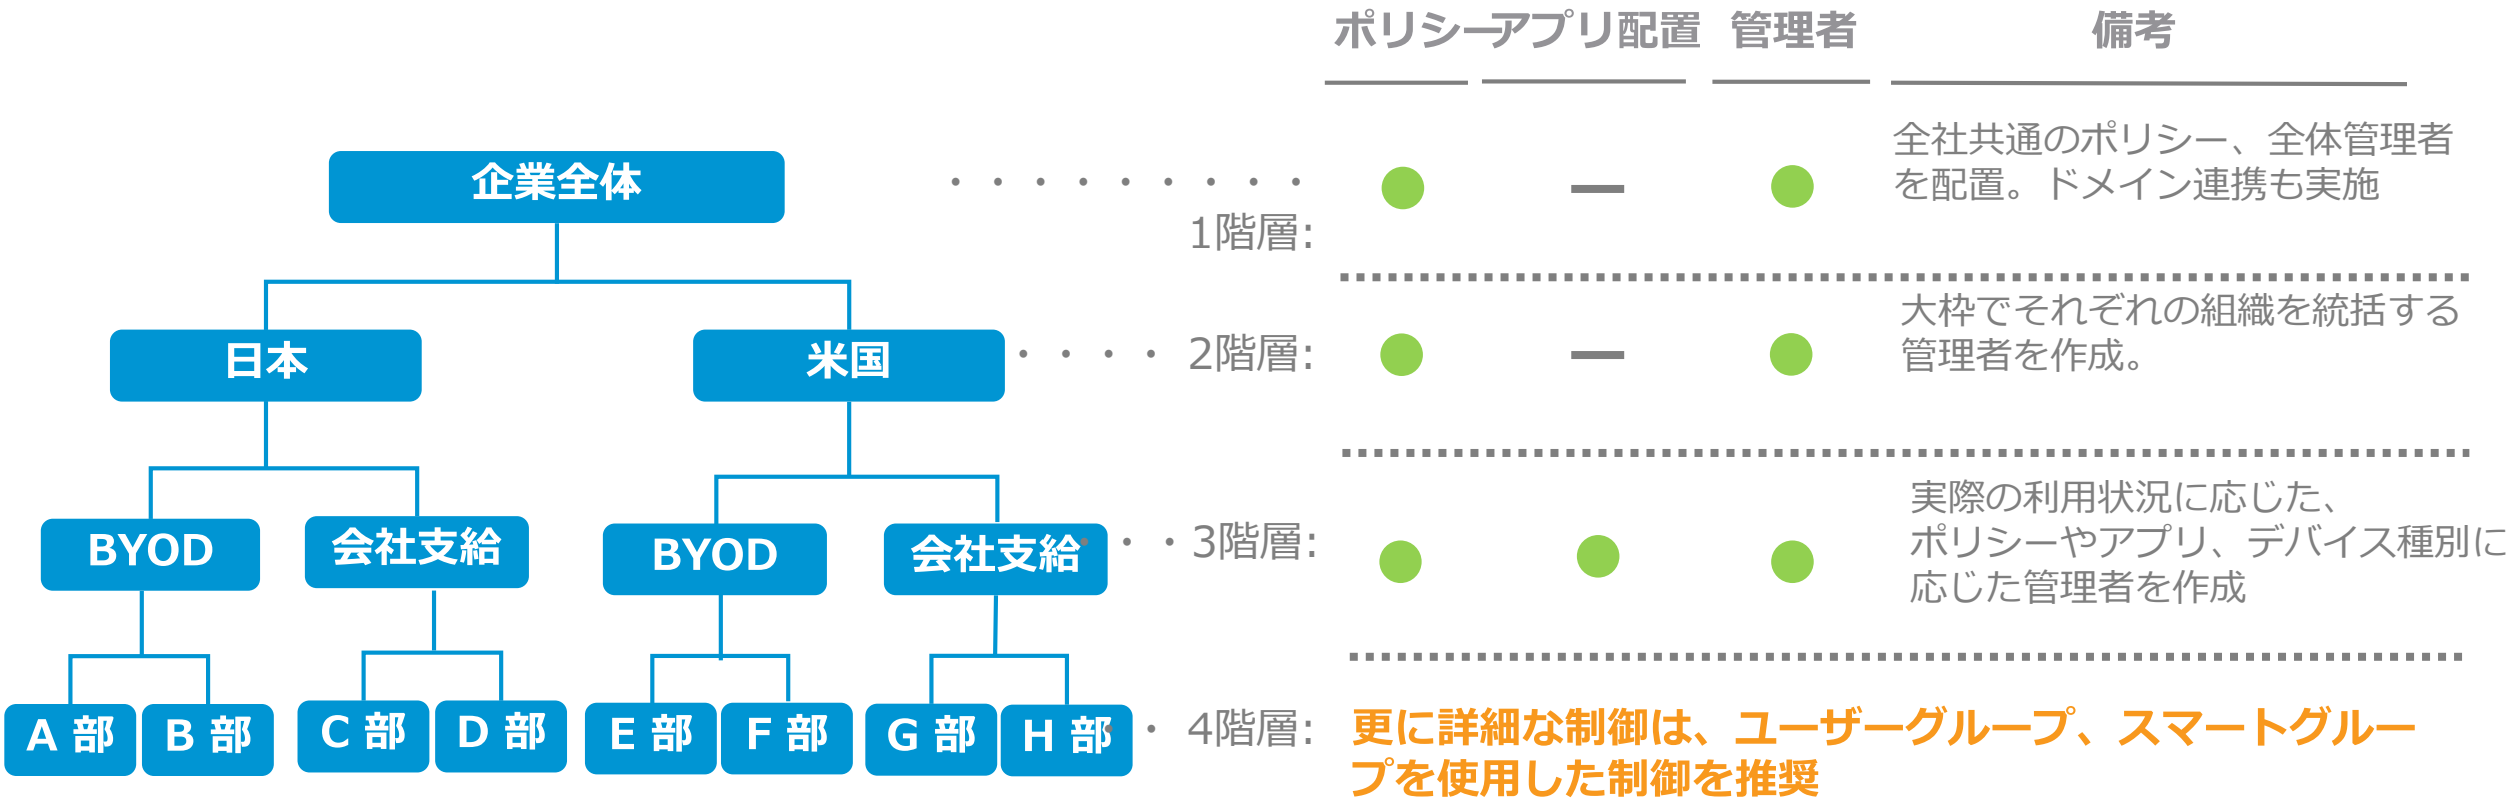 ポリシー
アプリ配置
管理者
備考
企業全体
1階層:
全社共通のポリシー、全体管理者
を配置。ドメイン連携も実施
日本
米国
2階層:
大枠でそれぞれの組織を統括する
管理者を作成。
BYOD
会社支給
BYOD
会社支給
3階層:
実際の利用状況に応じた、
ポリシーやアプリ、デバイス種別に
応じた管理者を作成
A 部
B 部
C 部
D 部
E 部
F 部
G 部
H 部
4階層:
更に詳細な制御は、ユーザーグループ、スマートグルー
プを使用した制御を推奨